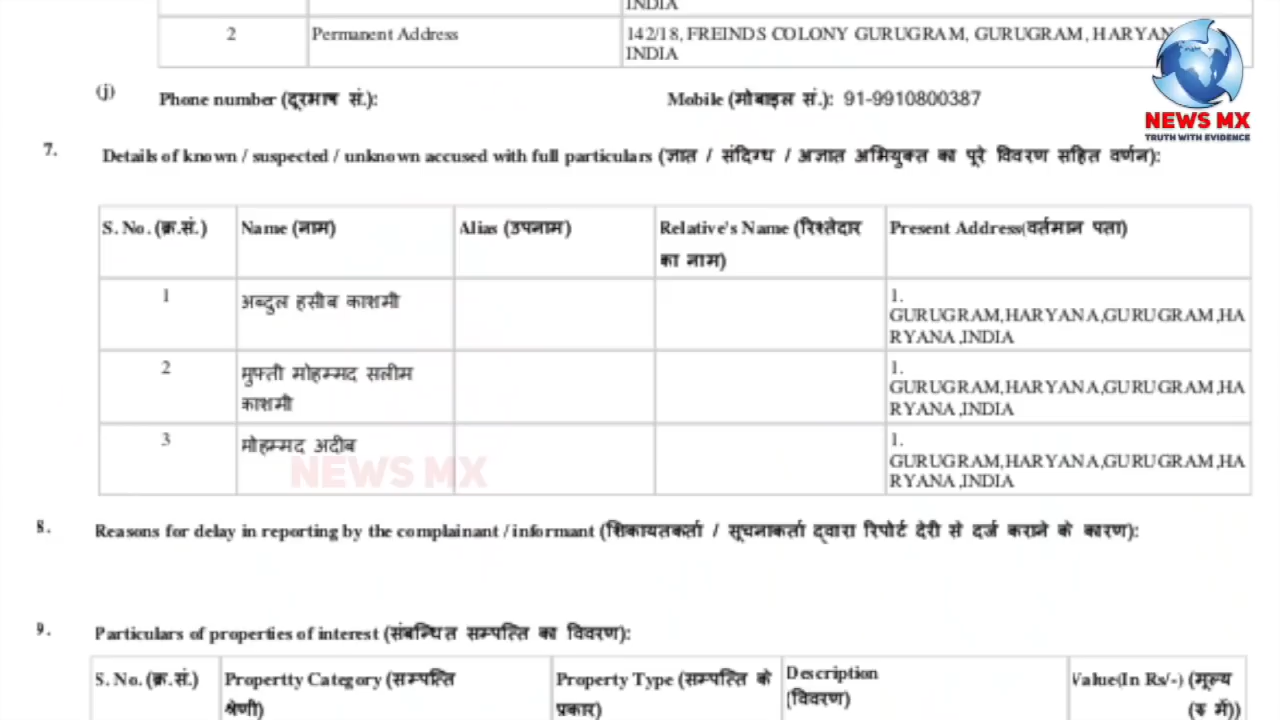 INDIA
2 Permanent Address 142/18, FREINDS COLONY GURUGRAM, GURUGRAM, HARYAN
INDIA
NEWS MX
TRUTH WITH EVIDENCE
(j) Phone number (दूरभाष सं.): Mobile (मोबाइल सं.): 91-9910800387
7. Details of known / suspected / unknown accused with full particulars (ज्ञात / संदिग्ध / अज्ञात अभियुक्त का पूरे विवरण सहित वर्णन):
S. No. (क्र.सं.) Name (नाम) Alias (उपनाम) Relative's Name (रिश्तेदार Present Address(वर्तमान पता)
का नाम)
1 अब्दुल हसीब काशमी 1.
GURUGRAM,HARYANA,GURUGRAM,HA
RYANA,INDIA
2 मुफ्ती मोहम्मद सलीम 1.
काशमी GURUGRAM,HARYANA,GURUGRAM,HA
RYANA,INDIA
3 मोहम्मद अदीब 1.
GURUGRAM,HARYANA,GURUGRAM,HA
RYANA,INDIA
NEWS MX
8. Reasons for delay in reporting by the complainant / informant (शिकायतकर्ता / सूचनाकर्ता द्वारा रिपोर्ट देरी से दर्ज कराने के कारण):
9. Particulars of properties of interest (संबन्धित सम्पत्ति का विवरण):
S. No. (क्र.सं.) Propertty Category (सम्पत्ति Property Type (सम्पत्ति के Description Value(In Rs/-) (मूल्य
श्रेणी) प्रकार) (विवरण) (रु में))